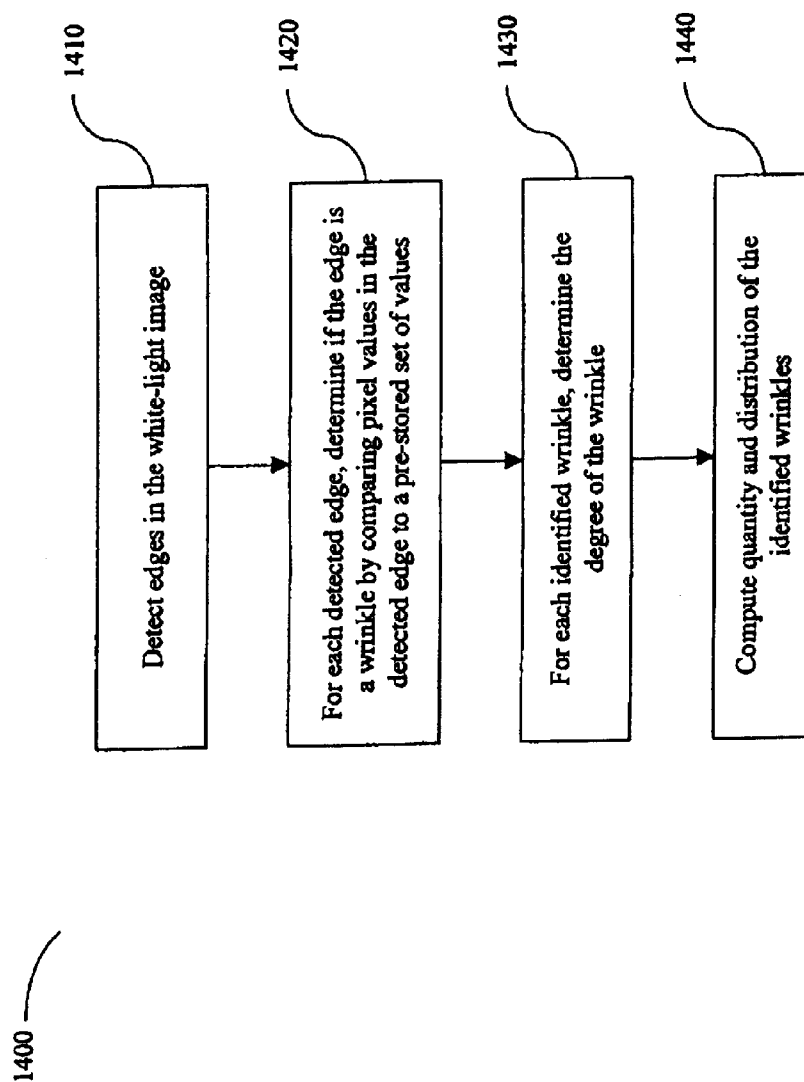 1400
Detect edges in the white-light image
1410
For each detected edge, determine if the edge is
a wrinkle by comparing pixel values in the
detected edge to a pre-stored set of values
1420
For each identified wrinkle, determine the
degree of the wrinkle
1430
Compute quantity and distribution of the
identified wrinkles
1440